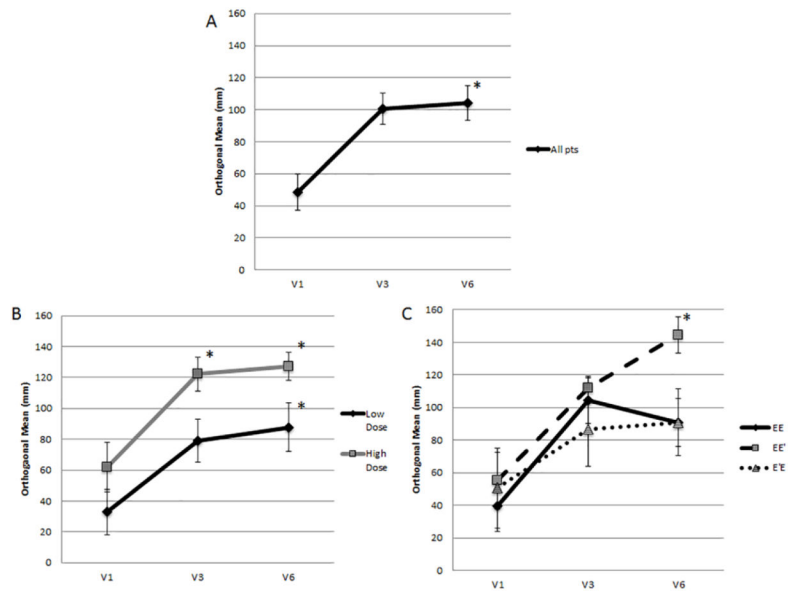 A
160
140
120
100
80
60
40
20
0
Orthogonal Mean (mm)
*
V1 V3 V6
All pts
B
160
140
120
100
80
60
40
20
0
Orthogaonal Mean (mm)
* *
*
V1 V3 V6
Low Dose
High Dose
C
160
140
120
100
80
60
40
20
0
Orthogonal Mean (mm)
*
V1 V3 V6
EE
EE'
E'E